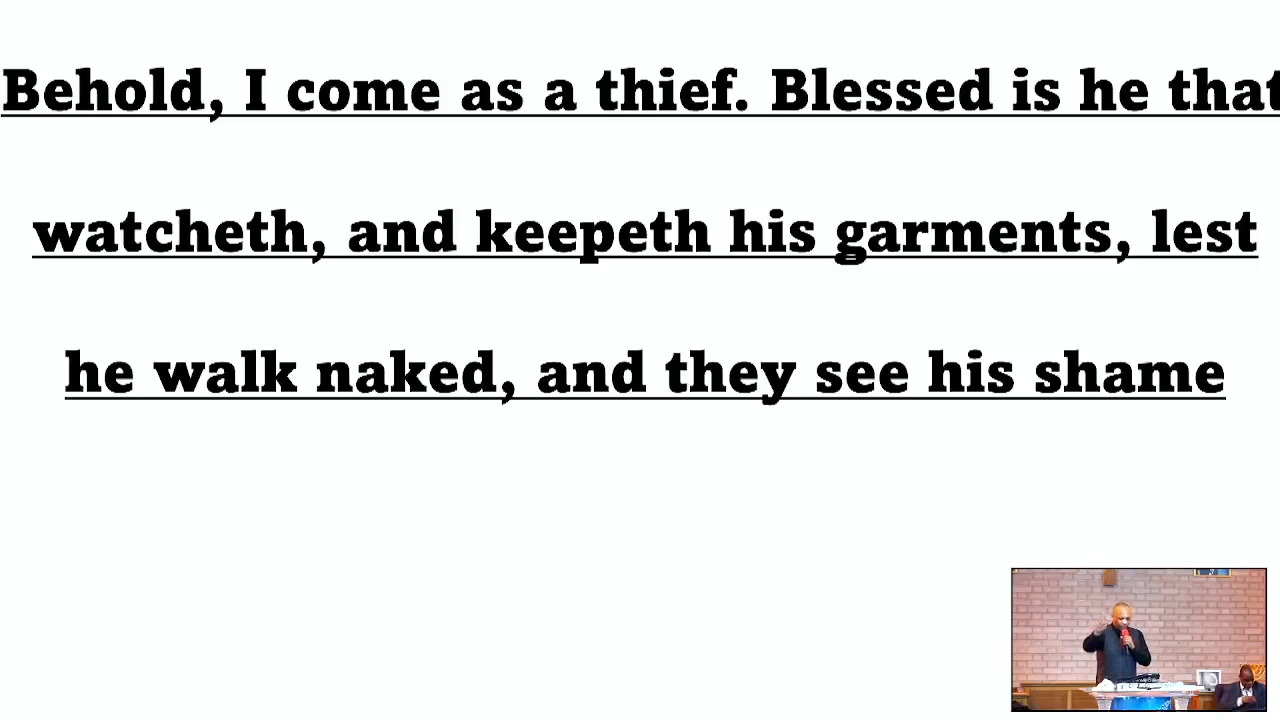 Behold, I come as a thief. Blessed is he that
watcheth, and keepeth his garments, lest
he walk naked, and they see his shame